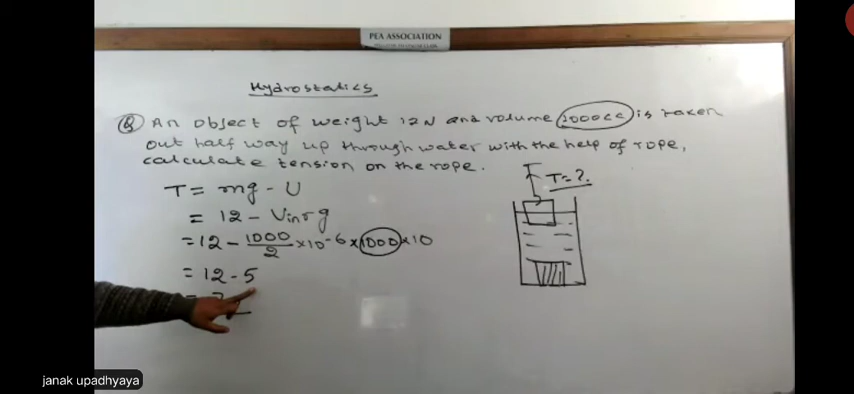 PEA ASSOCIATION
Hydrostatics
Q An object of weight 12N and volume 1000cc is taken
out half way up through water with the help of rope,
calculate tension on the rope.
T = mg - U
= 12 - Vin σ g
= 12 - 1000/2 × 10^-6 × 1000 × 10
= 12 - 5
=
T = ?
janak upadhyaya